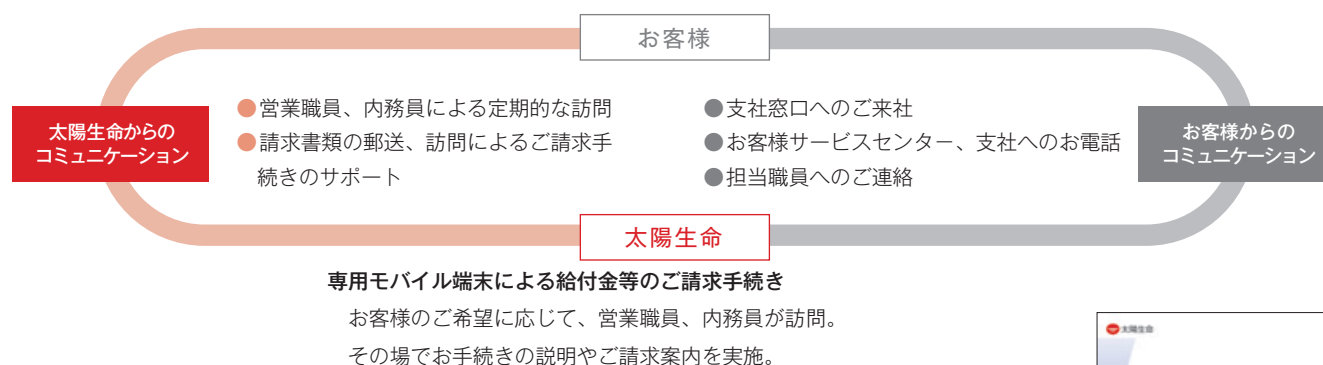 お客様
太陽生命からの
コミュニケーション
●営業職員、内務員による定期的な訪問
●請求書類の郵送、訪問によるご請求手
続きのサポート
●支社窓口へのご来社
●お客様サービスセンター、支社へのお電話
●担当職員へのご連絡
お客様からの
コミュニケーション
太陽生命
専用モバイル端末による給付金等のご請求手続き
お客様のご希望に応じて、営業職員、内務員が訪問。
その場でお手続きの説明やご請求案内を実施。
太陽生命